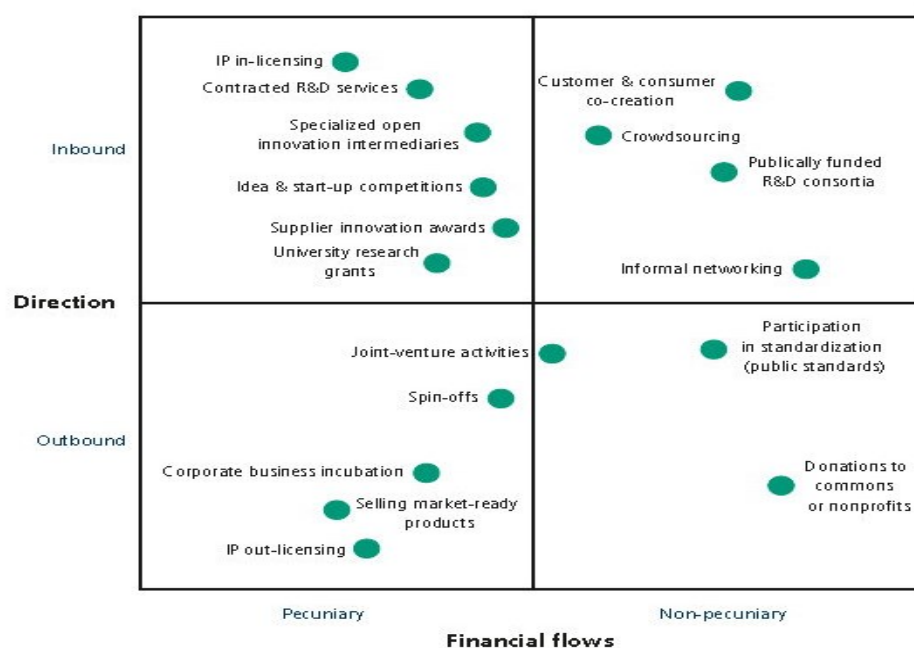 IP in-licensing
Contracted R&D services
Specialized open
innovation intermediaries
Idea & start-up competitions
Supplier innovation awards
University research
grants
Customer & consumer
co-creation
Crowdsourcing
Publically funded
R&D consortia
Informal networking
Inbound
Direction
Outbound
Joint-venture activities
Spin-offs
Corporate business incubation
Selling market-ready
products
IP out-licensing
Participation
in standardization
(public standards)
Donations to
commons
or nonprofits
Pecuniary
Non-pecuniary
Financial flows